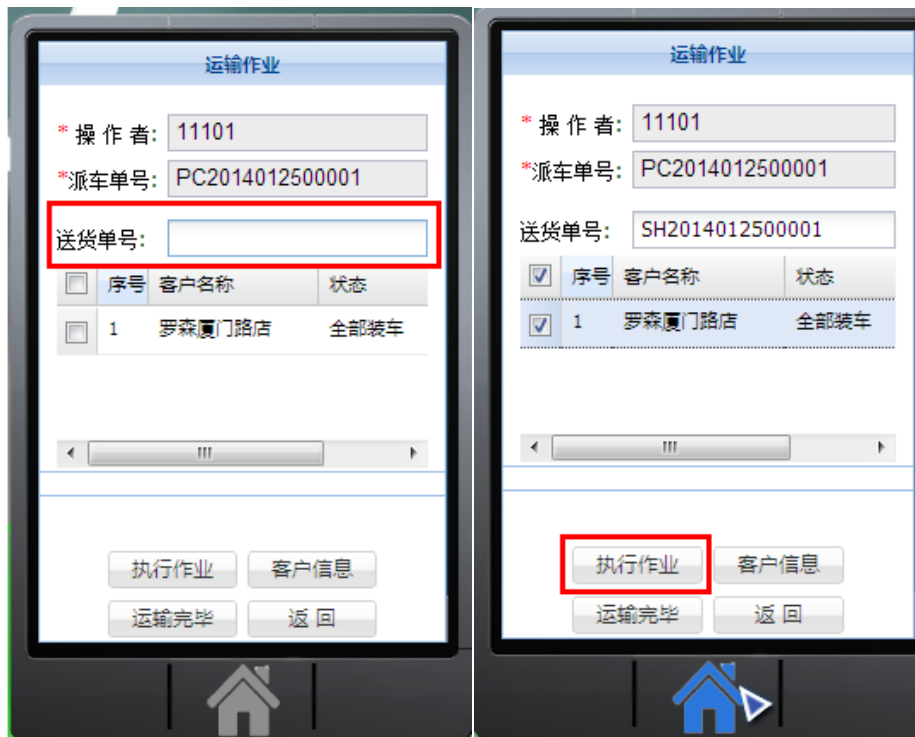 运输作业
* 操 作 者: 11101
*派车单号: PC2014012500001
送货单号:
序号 客户名称 状态
1 罗森厦门路店 全部装车
执行作业 客户信息
运输完毕 返 回
运输作业
* 操 作 者: 11101
*派车单号: PC2014012500001
送货单号: SH2014012500001
序号 客户名称 状态
1 罗森厦门路店 全部装车
执行作业 客户信息
运输完毕 返 回